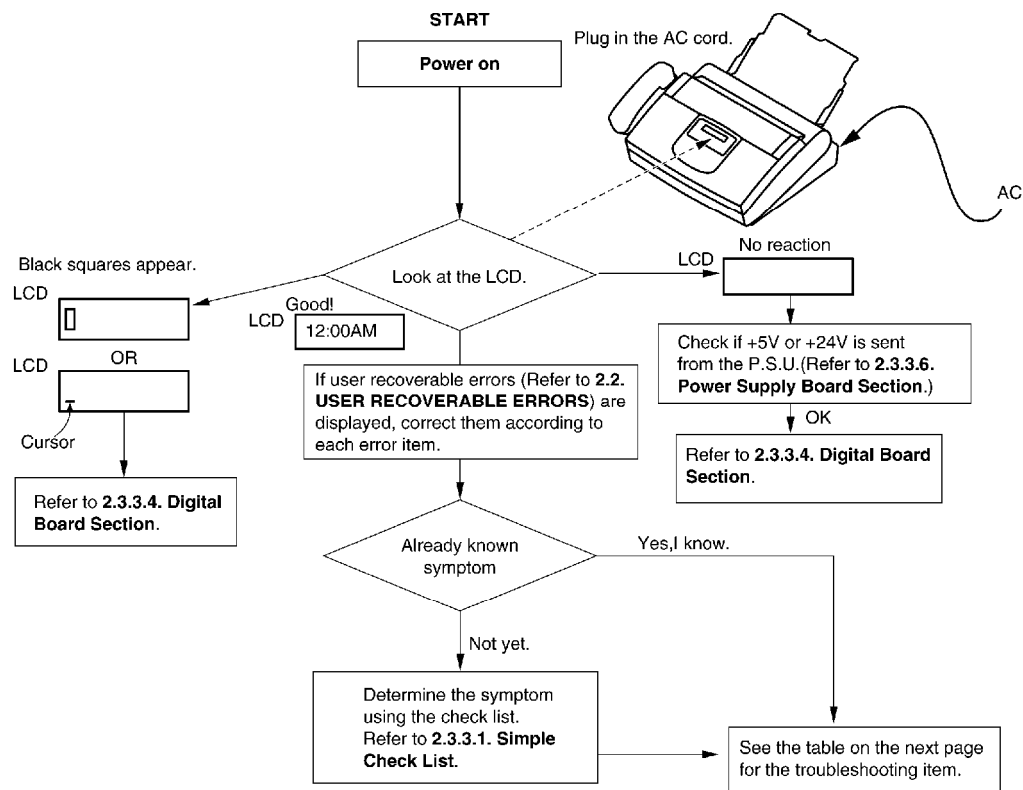 START
Power on
Plug in the AC cord.
AC
Look at the LCD.
Black squares appear.
LCD
OR
LCD
Cursor
Refer to 2.3.3.4. Digital
Board Section.
Good!
LCD
12:00AM
If user recoverable errors (Refer to 2.2.
USER RECOVERABLE ERRORS) are
displayed, correct them according to
each error item.
No reaction
LCD
Check if +5V or +24V is sent
from the P.S.U.(Refer to 2.3.3.6.
Power Supply Board Section.)
OK
Refer to 2.3.3.4. Digital Board
Section.
Already known
symptom
Yes,I know.
Not yet.
Determine the symptom
using the check list.
Refer to 2.3.3.1. Simple
Check List.
See the table on the next page
for the troubleshooting item.